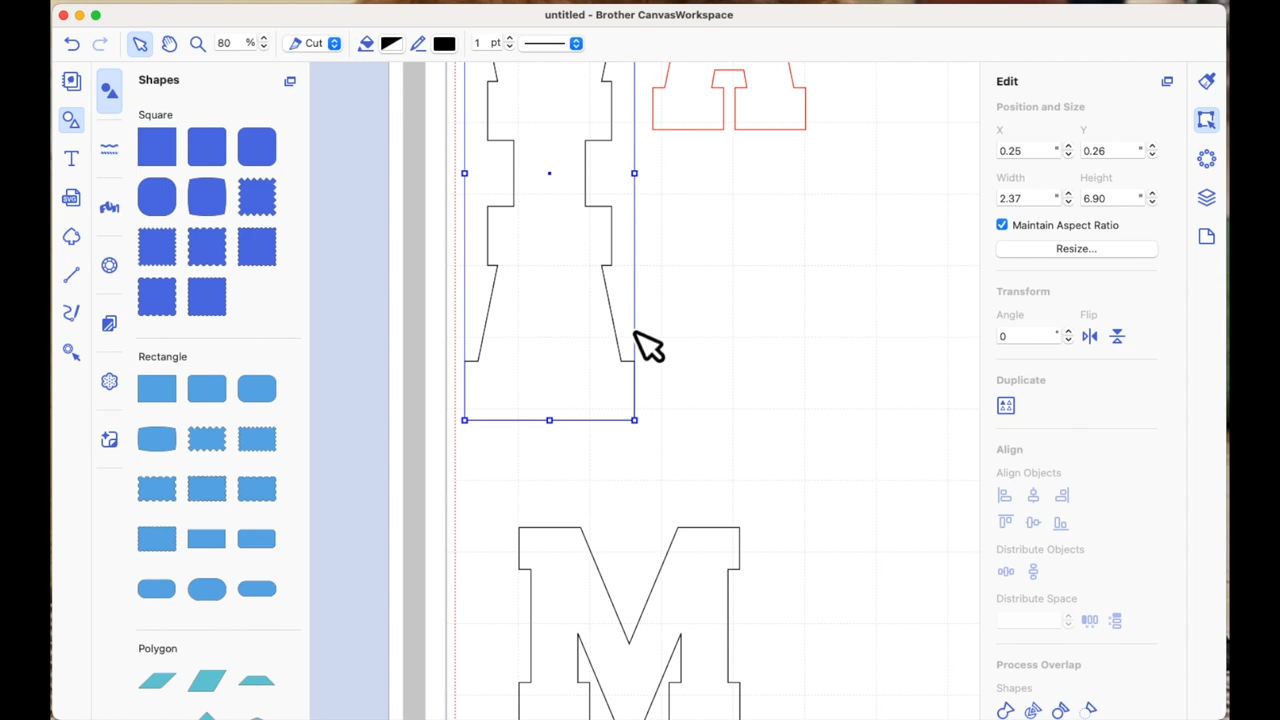 untitled - Brother CanvasWorkspace
80 % Cut 1 pt
Shapes
Square
Rectangle
Polygon
A
M
Edit
Position and Size
X Y
0.25 " 0.26 "
Width Height
2.37 " 6.90 "
Maintain Aspect Ratio
Resize...
Transform
Angle Flip
0 °
Duplicate
Align
Align Objects
Distribute Objects
Distribute Space
Process Overlap
Shapes